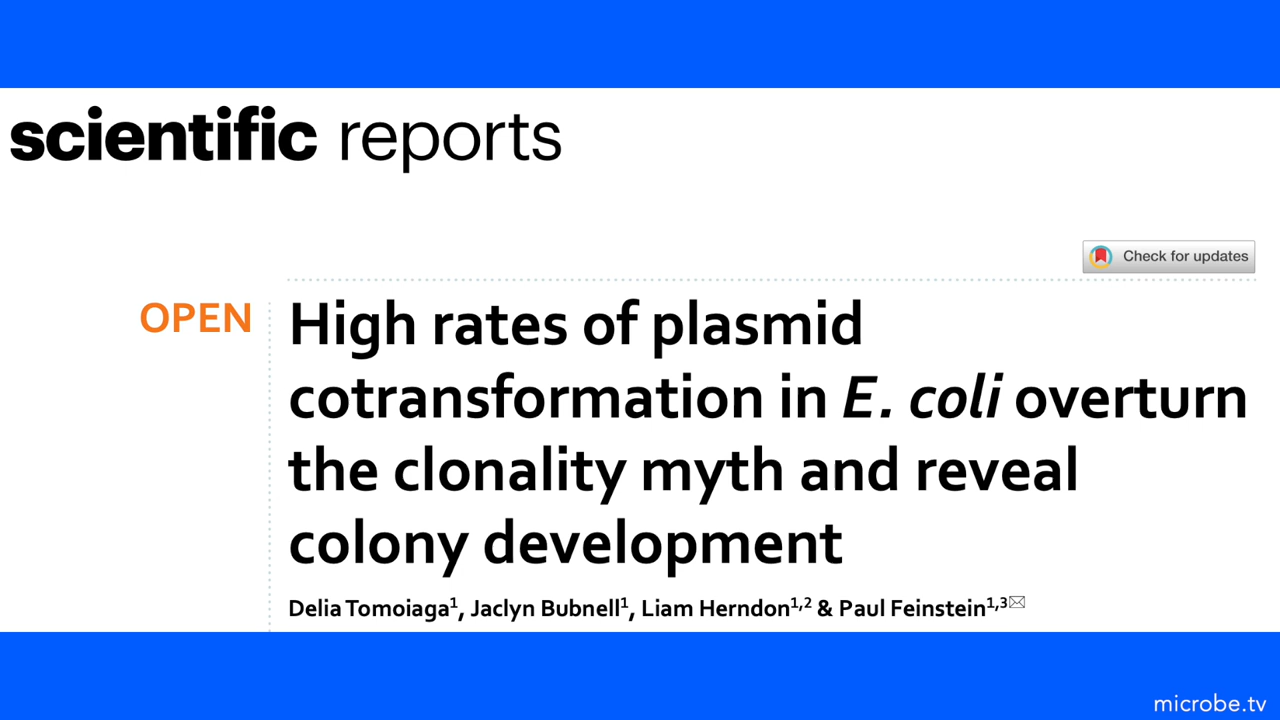 scientific reports
Check for updates
OPEN
High rates of plasmid
cotransformation in E. coli overturn
the clonality myth and reveal
colony development
Delia Tomoiaga¹, Jaclyn Bubnell¹, Liam Herndon¹,² & Paul Feinstein¹,³✉
microbe.tv